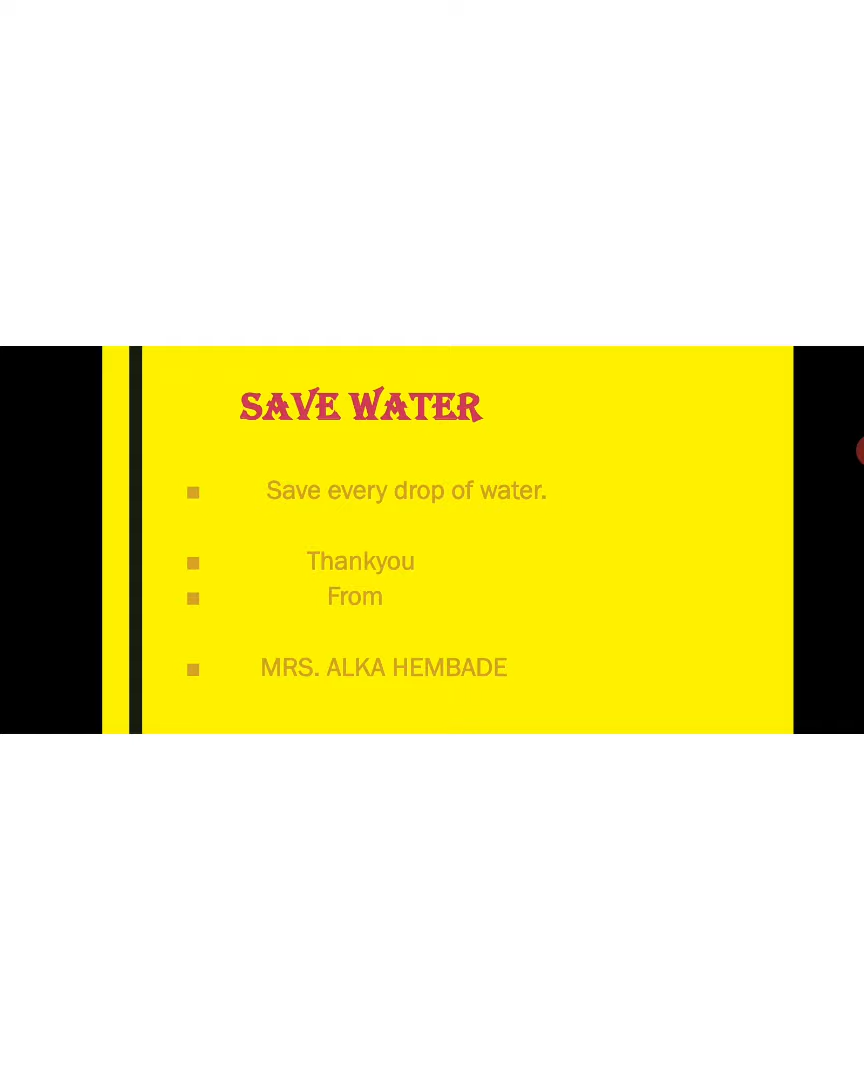 SAVE WATER
Save every drop of water.
Thankyou
From
MRS. ALKA HEMBADE